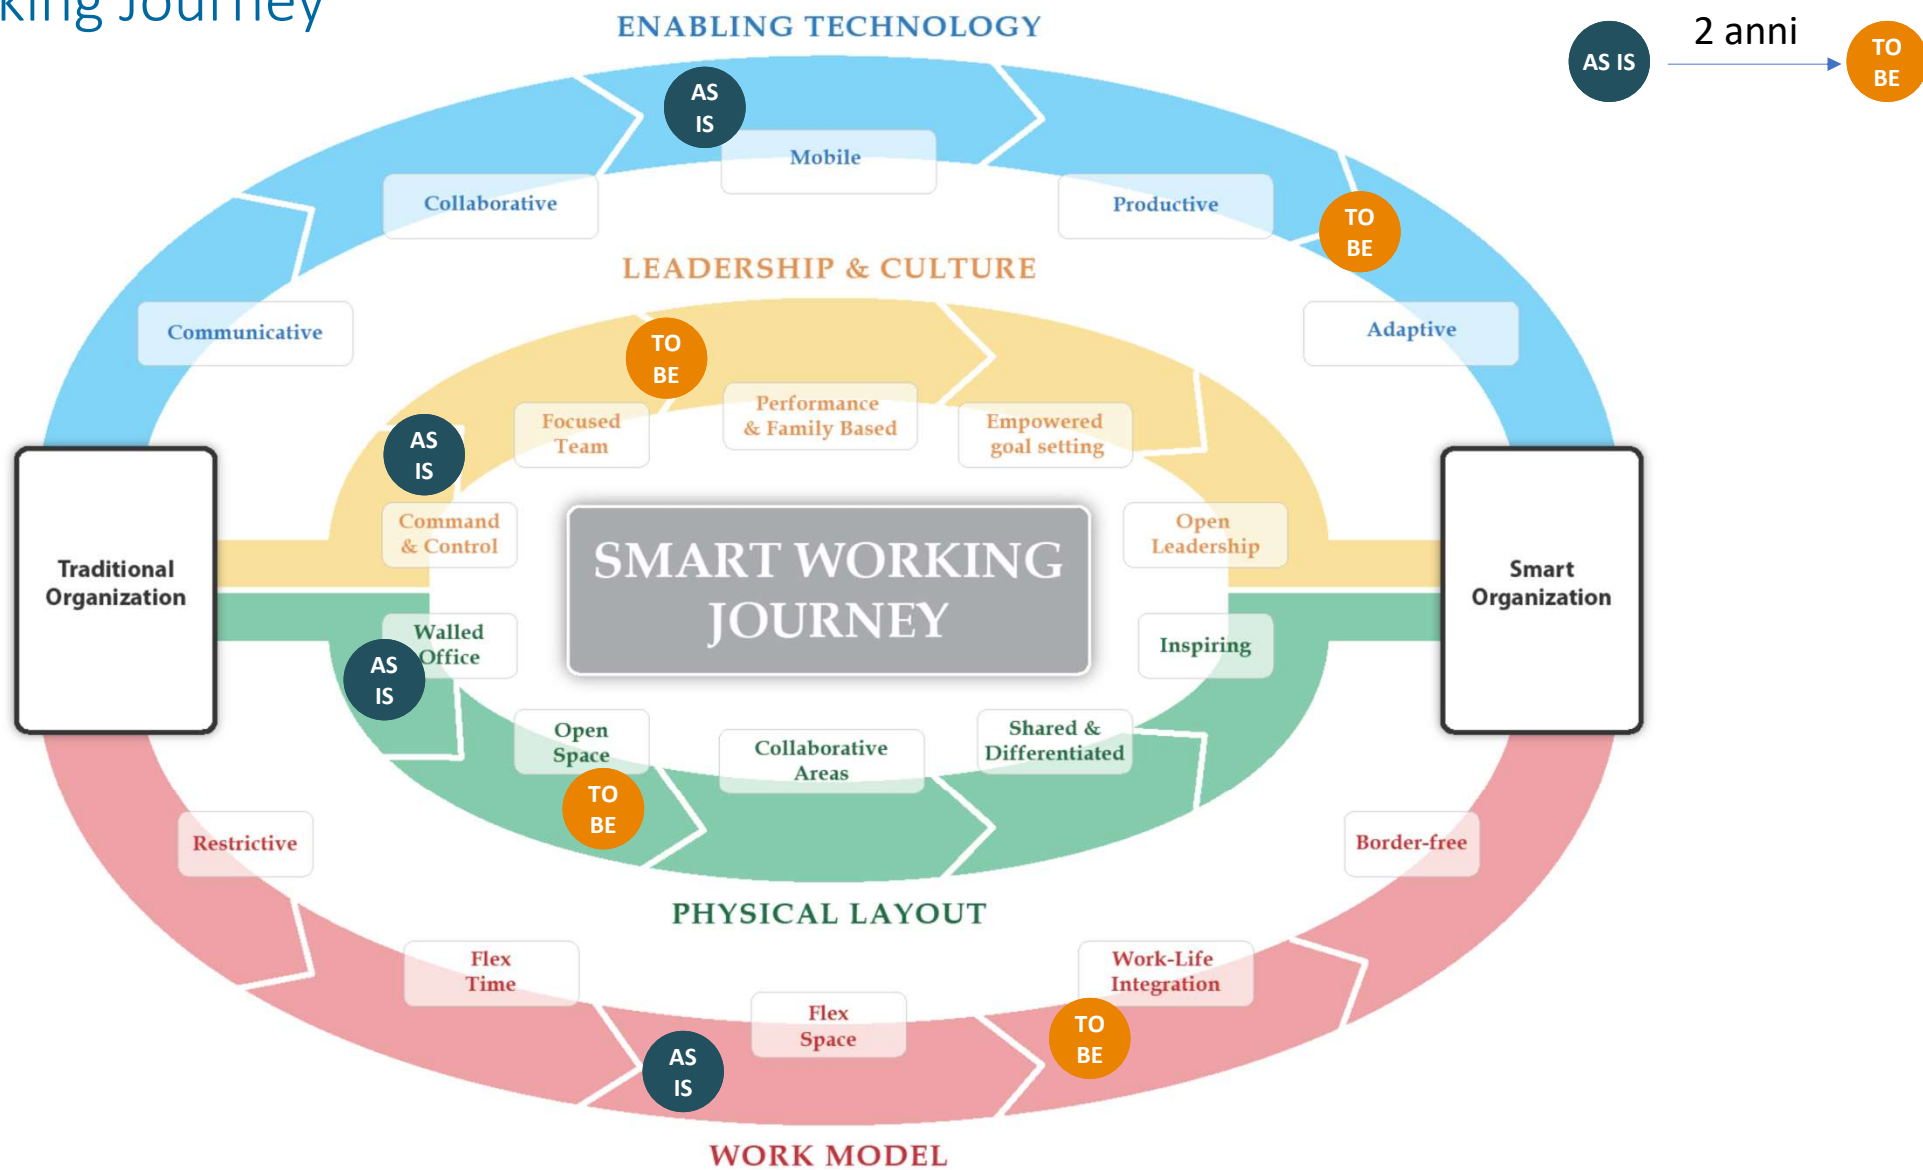 king Journey
ENABLING TECHNOLOGY
AS IS
2 anni
TO
BE
AS
IS
Mobile
Collaborative
Productive
TO
BE
Communicative
Adaptive
LEADERSHIP & CULTURE
TO
BE
AS
IS
Focused
Team
Performance
& Family Based
Empowered
goal setting
Command
& Control
Open
Leadership
Traditional
Organization
SMART WORKING
JOURNEY
Smart
Organization
Walled
Office
AS
IS
Inspiring
Open
Space
Collaborative
Areas
Shared &
Differentiated
TO
BE
PHYSICAL LAYOUT
Restrictive
Border-free
Flex
Time
Flex
Space
Work-Life
Integration
AS
IS
TO
BE
WORK MODEL